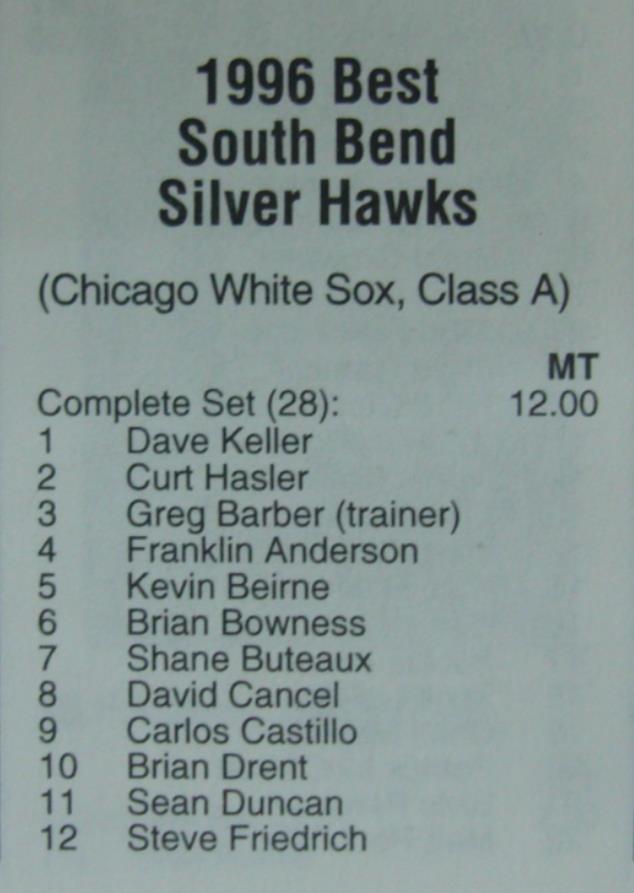 1996 Best
South Bend
Silver Hawks
(Chicago White Sox, Class A)
MT
Complete Set (28): 12.00
1 Dave Keller
2 Curt Hasler
3 Greg Barber (trainer)
4 Franklin Anderson
5 Kevin Beirne
6 Brian Bowness
7 Shane Buteaux
8 David Cancel
9 Carlos Castillo
10 Brian Drent
11 Sean Duncan
12 Steve Friedrich